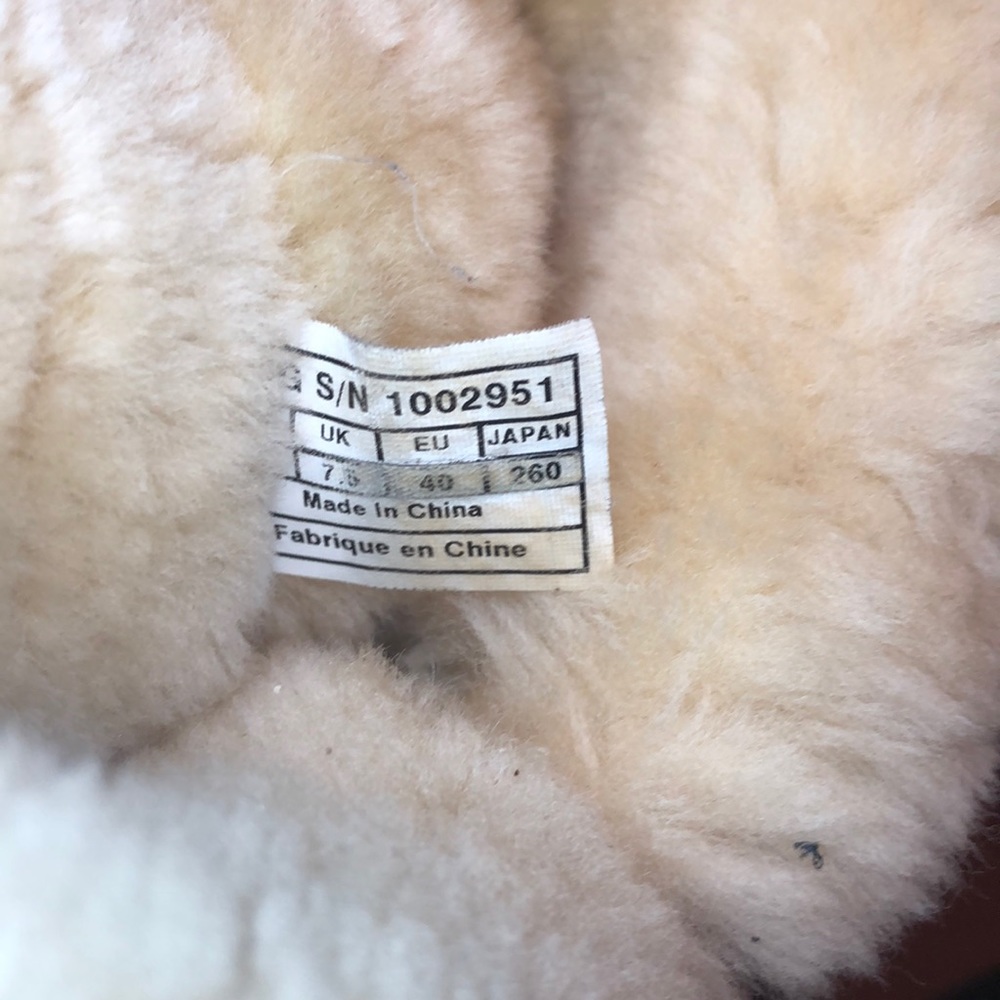 G S/N 1002951
UK EU JAPAN
7.5 40 260
Made In China
Fabrique en Chine